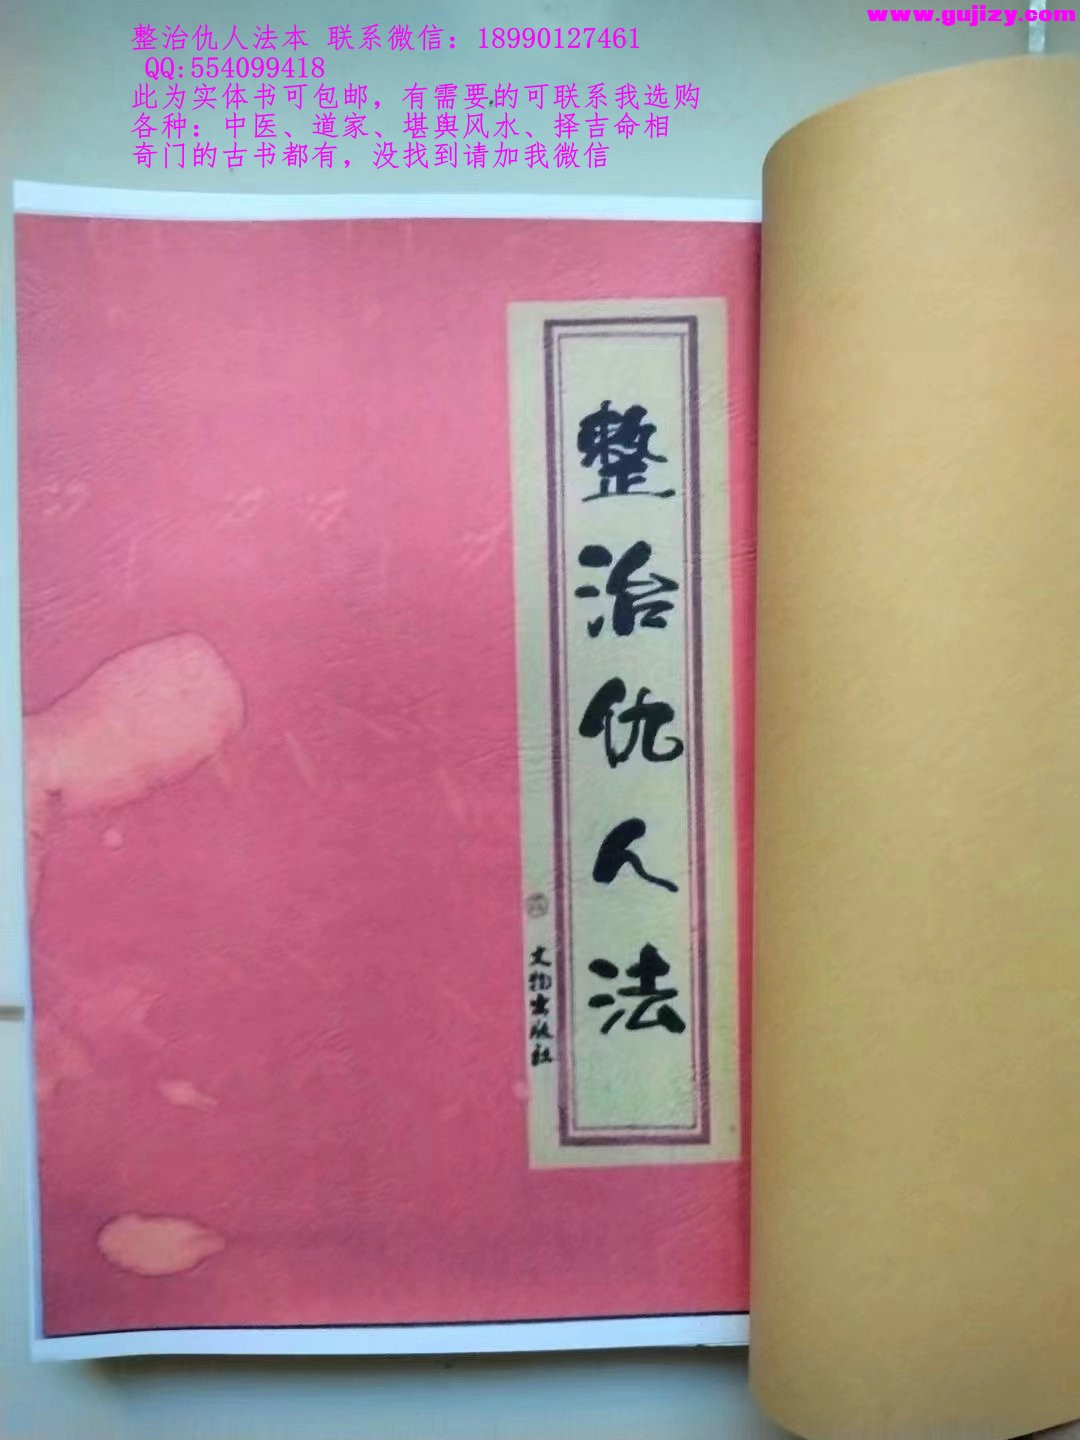 www.gujizy.com
整治仇人法本 联系微信：18990127461
QQ:554099418
此为实体书可包邮，有需要的可联系我选购
各种：中医、道家、堪舆风水、择吉命相
奇门的古书都有，没找到请加我微信
整治仇人法
文物出版社